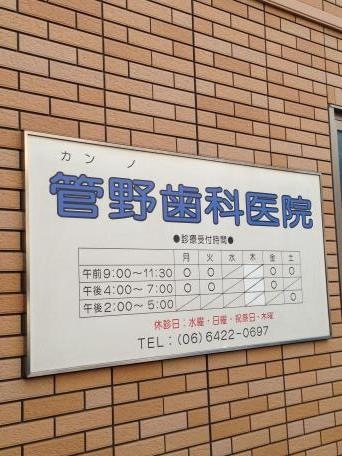 カンノ
管野歯科医院
●診療受付時間●
月 火 水 木 金 土
午前9:00〜11:30 ○ ○ ○ ○
午後4:00〜7:00 ○ ○ ○
午後2:00〜5:00 ○
休診日：水曜・日曜・祝祭日・木曜
TEL：(06)6422-0697